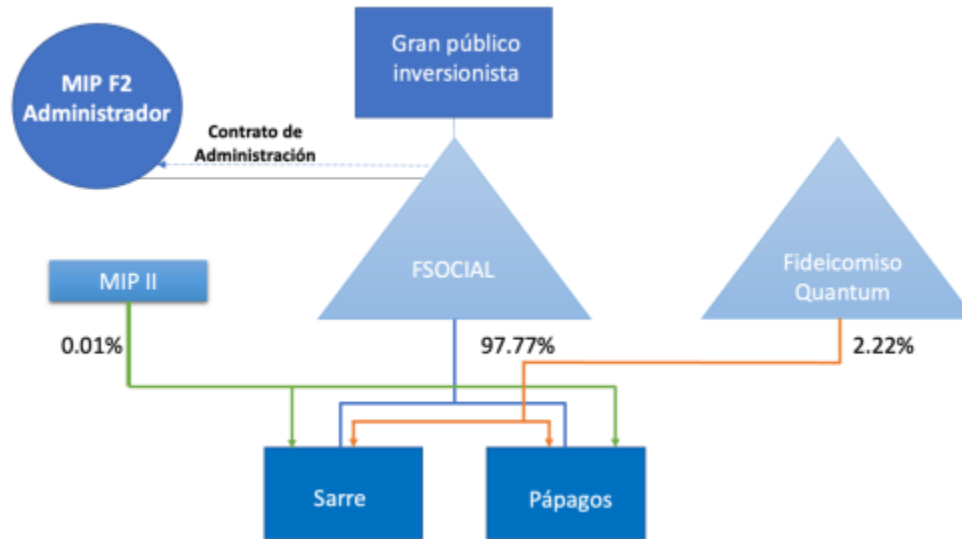 Gran público
inversionista
MIP F2
Administrador
Contrato de
Administración
FSOCIAL
Fideicomiso
Quantum
MIP II
0.01%
97.77%
2.22%
Sarre
Pápagos